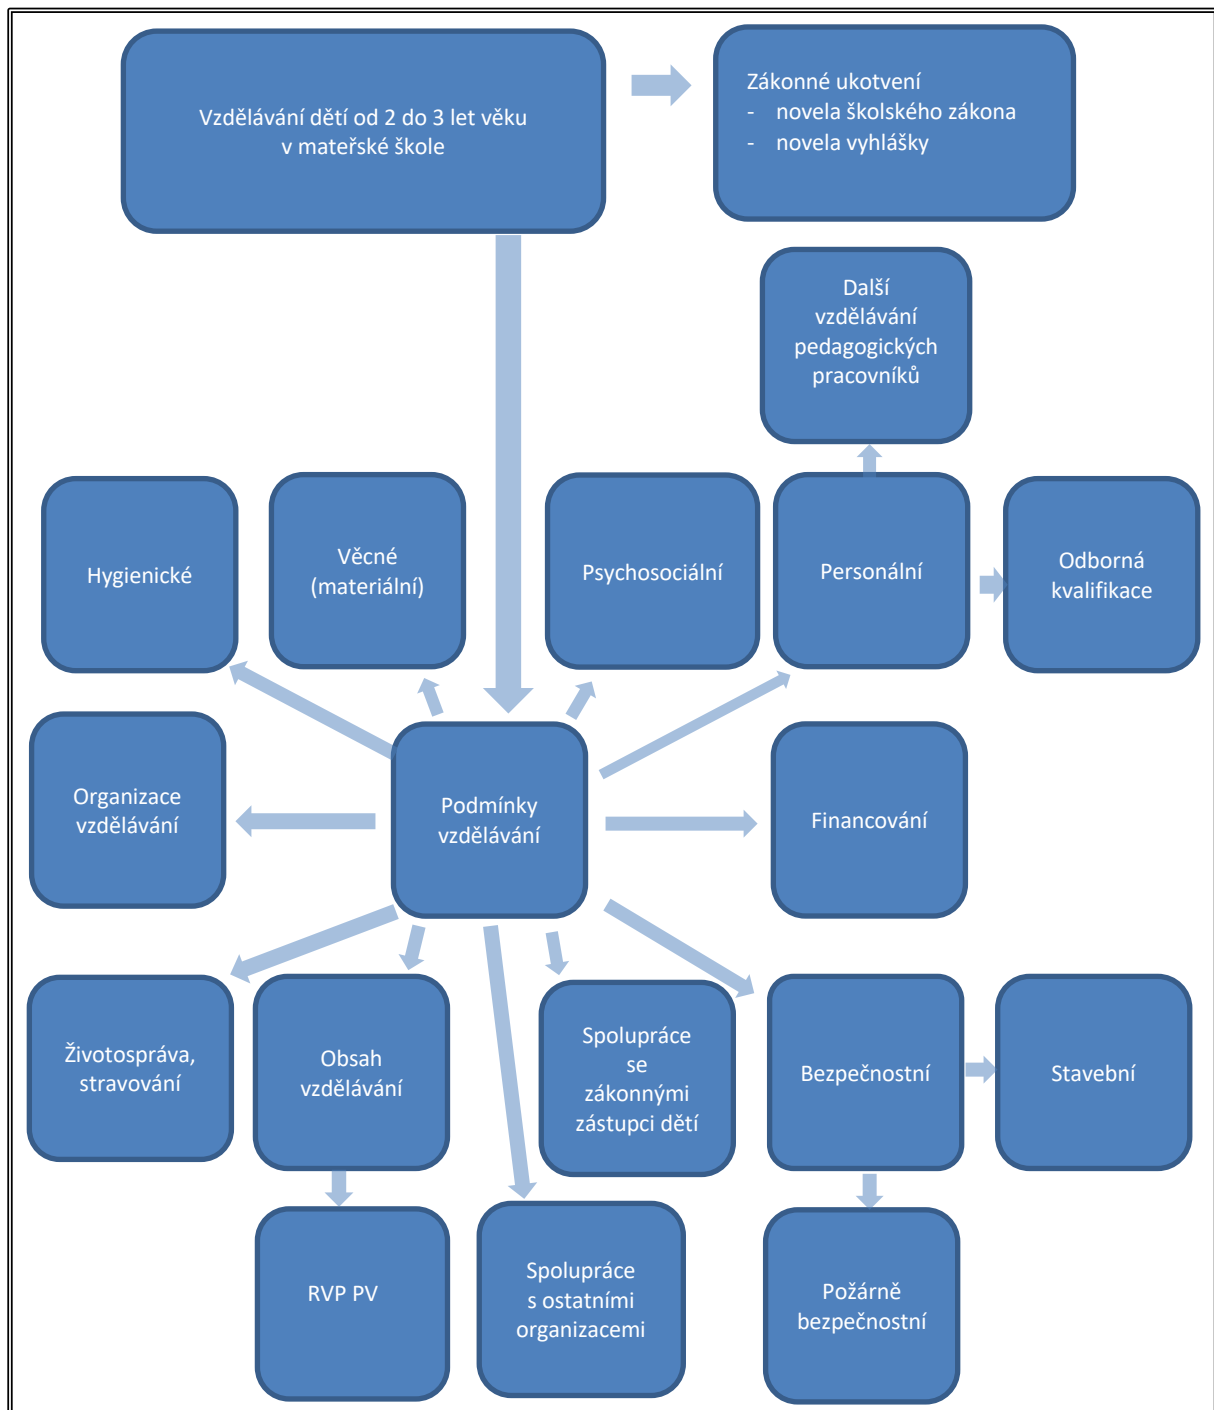 Vzdělávání dětí od 2 do 3 let věku
v mateřské škole
Zákonné ukotvení
- novela školského zákona
- novela vyhlášky
Další
vzdělávání
pedagogických
pracovníků
Hygienické
Věcné
(materiální)
Psychosociální
Personální
Odborná
kvalifikace
Organizace
vzdělávání
Podmínky
vzdělávání
Financování
Životospráva,
stravování
Obsah
vzdělávání
Spolupráce
se
zákonnými
zástupci dětí
Bezpečnostní
Stavební
RVP PV
Spolupráce
s ostatními
organizacemi
Požárně
bezpečnostní